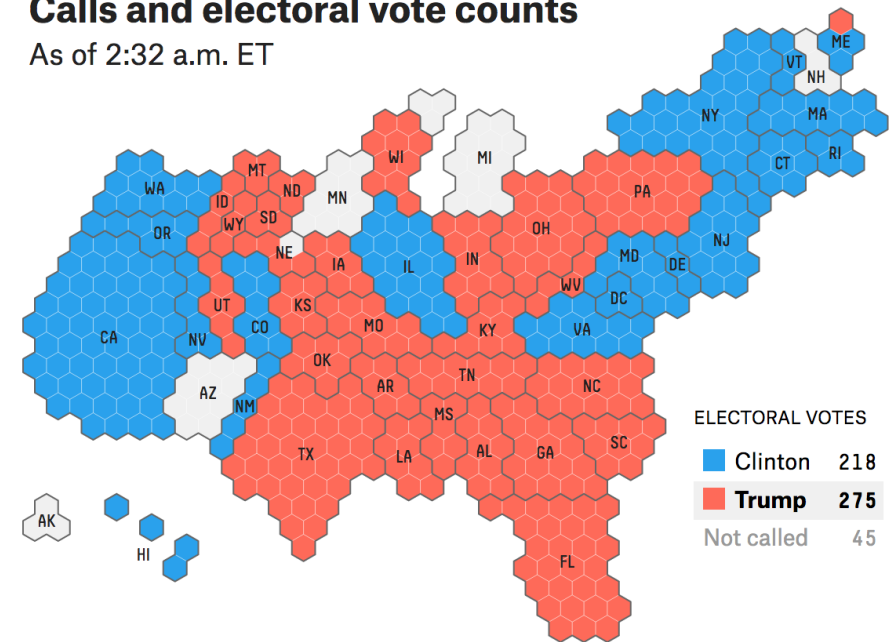 Calls and electoral vote counts
As of 2:32 a.m. ET
ME
VT
NH
NY
MA
WI
MI
CT
RI
MT
WA
ND
MN
PA
ID
SD
WY
OR
OH
NJ
NE
IA
IL
IN
MD
DE
WV
DC
UT
KS
CA
NV
CO
MO
KY
VA
OK
TN
AZ
AR
NC
NM
MS
ELECTORAL VOTES
TX
LA
AL
GA
SC
Clinton 218
Trump 275
Not called 45
AK
HI
FL